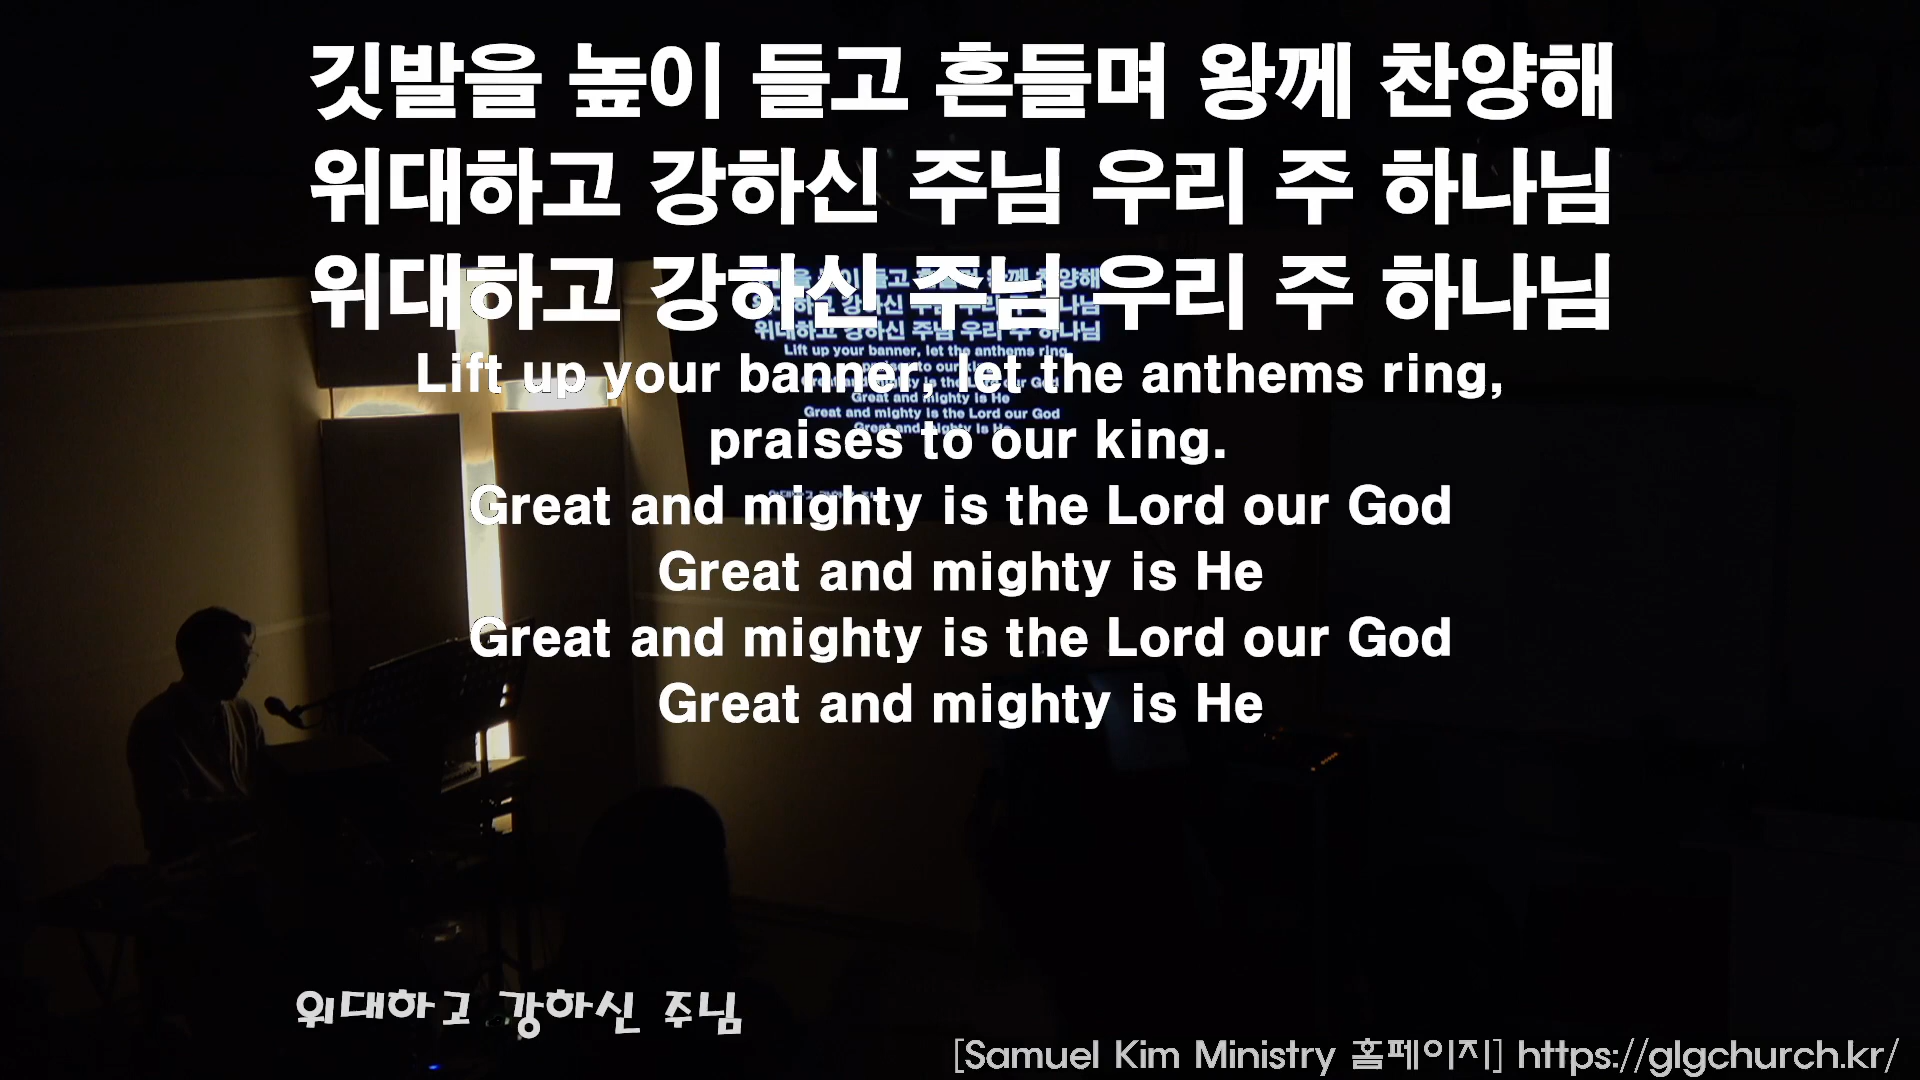 깃발을 높이 들고 흔들며 왕께 찬양해
위대하고 강하신 주님 우리 주 하나님
위대하고 강하신 주님 우리 주 하나님
Lift up your banner, let the anthems ring,
praises to our king.
Great and mighty is the Lord our God
Great and mighty is He
Great and mighty is the Lord our God
Great and mighty is He
위대하고 강하신 주님
[Samuel Kim Ministry 홈페이지] https://glgchurch.kr/